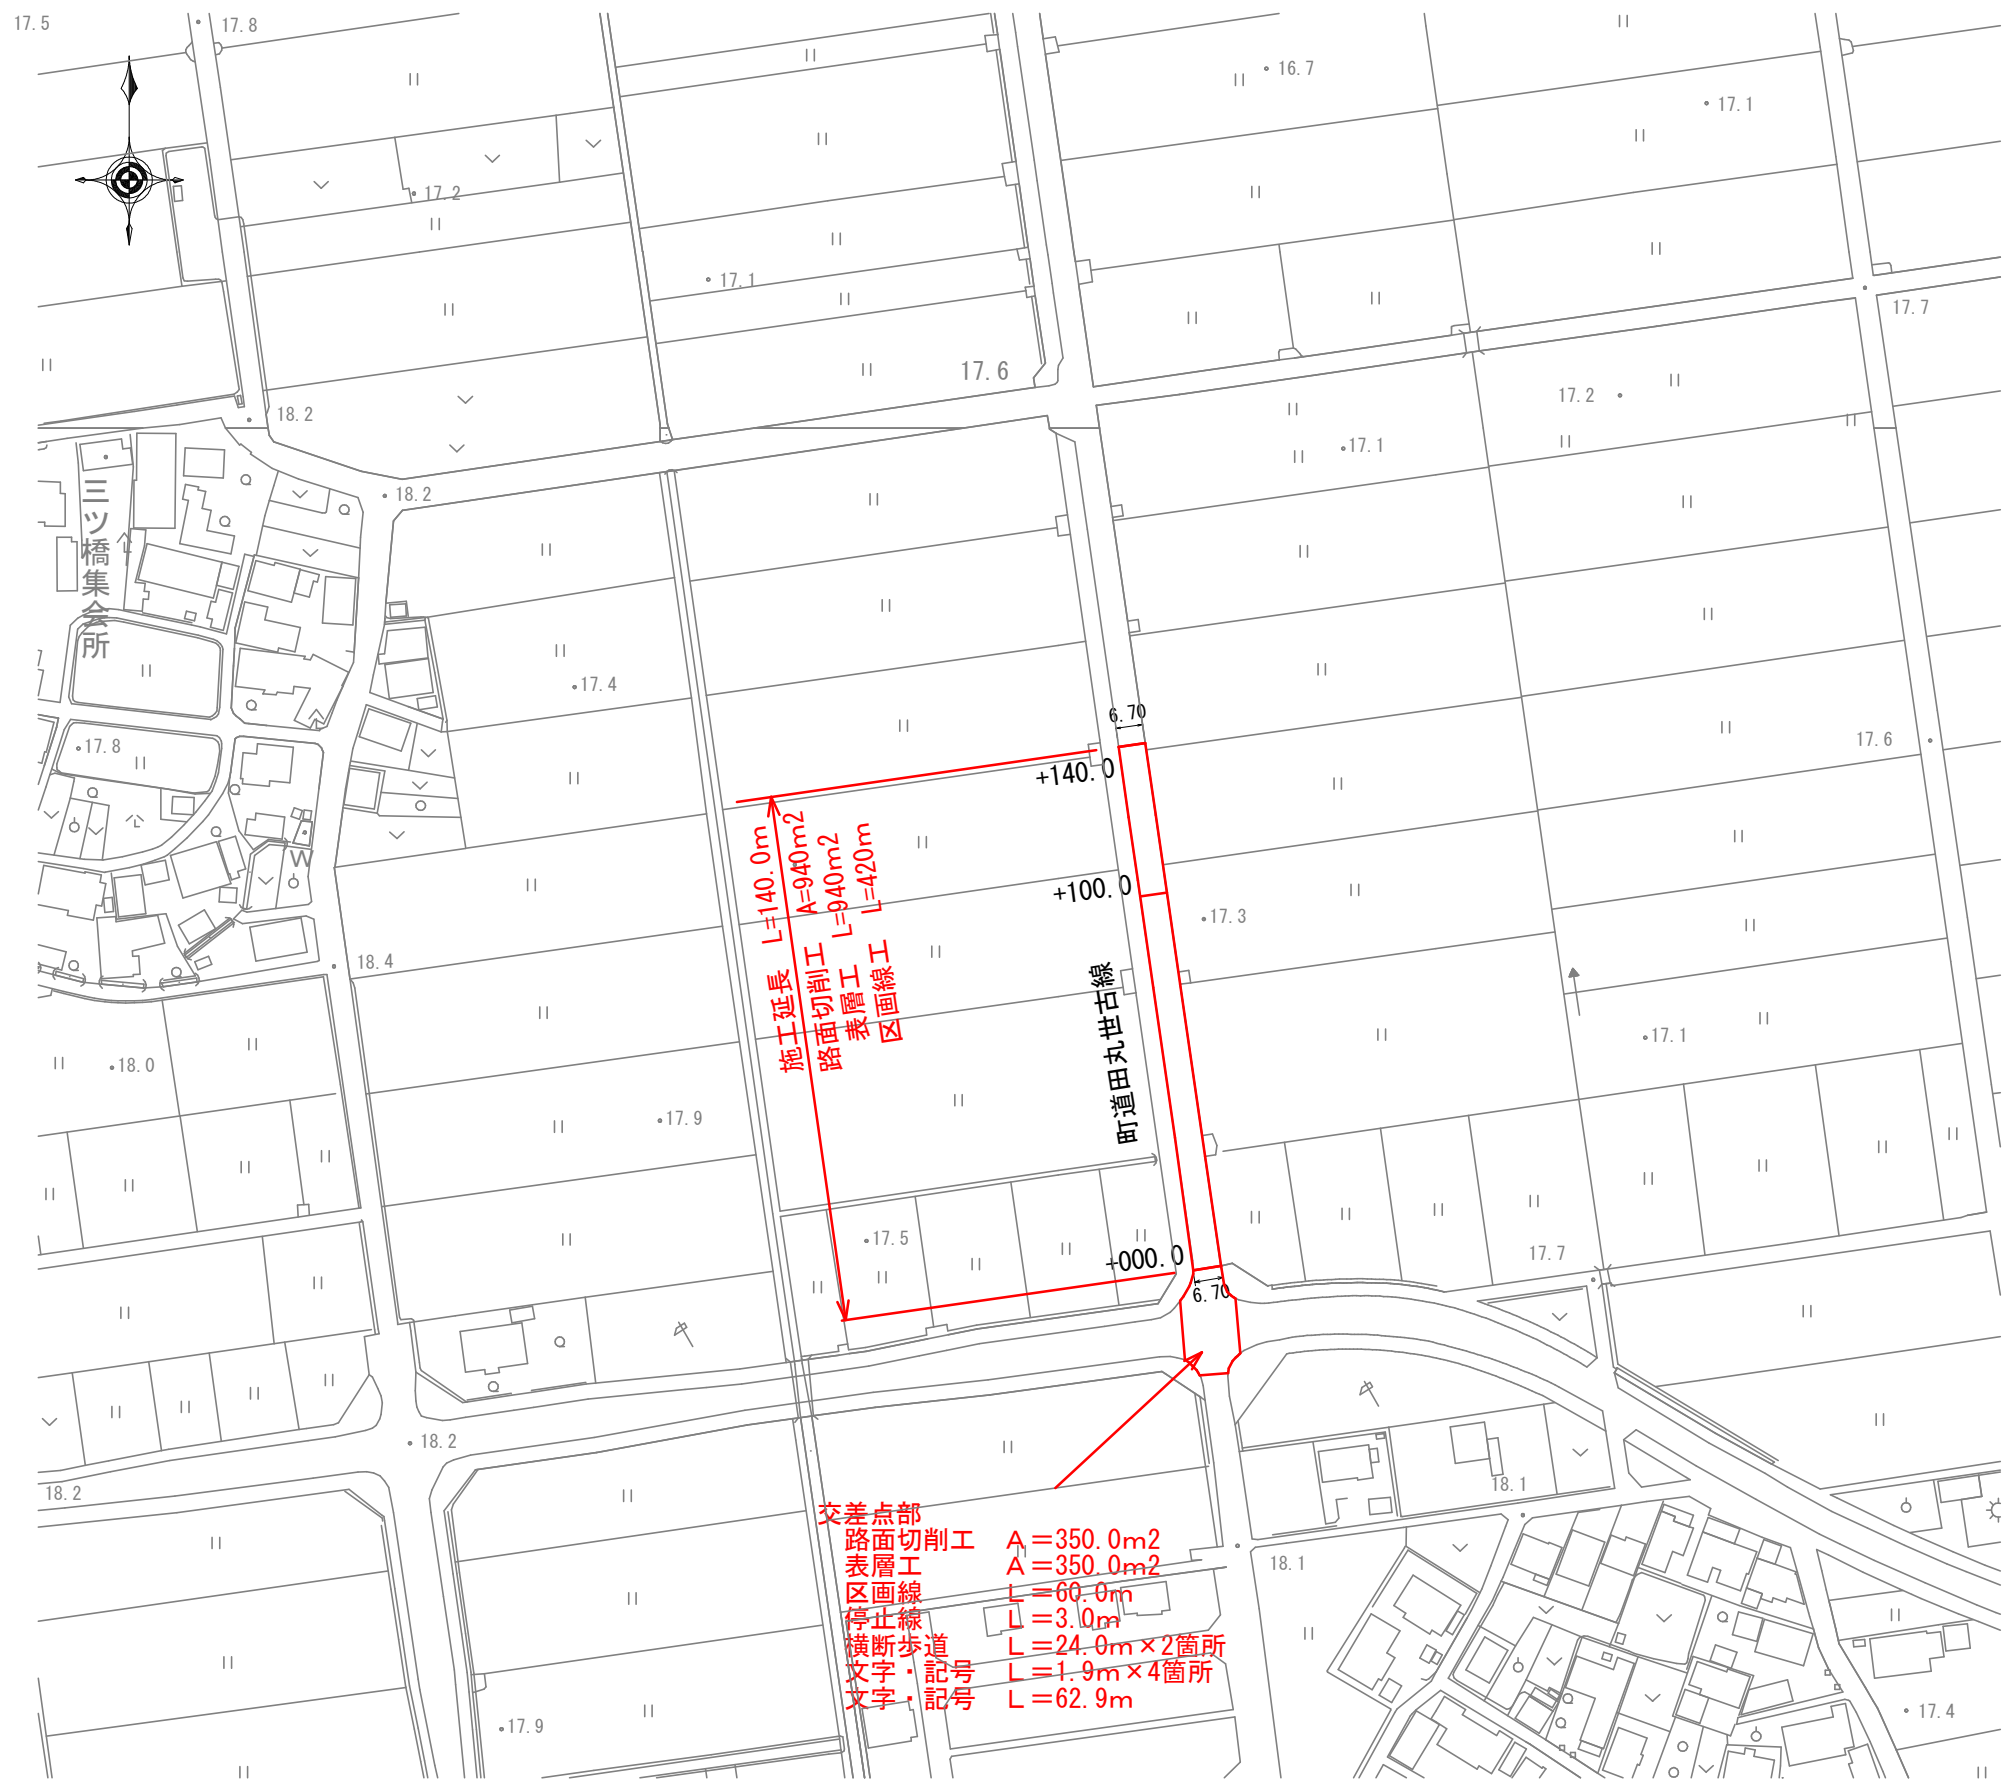 17.5
17.8
16.7
17.1
17.2
17.1
17.7
17.6
17.2
18.2
17.1
18.2
三ツ橋集会所
17.4
6.70
17.6
17.8
+140.0
施工延長 L=140.0m
路面切削工 A=940m2
表層工 L=940m2
区画線工 L=420m
W
+100.0
17.3
18.4
町道田丸世古線
17.1
18.0
17.9
17.5
+000.0
17.7
6.70
18.2
18.2
18.1
交差点部
路面切削工 A=350.0m2
表層工 A=350.0m2
区画線 L=60.0m
停止線 L=3.0m
横断歩道 L=24.0m×2箇所
文字・記号 L=1.9m×4箇所
文字・記号 L=62.9m
18.1
17.9
17.4